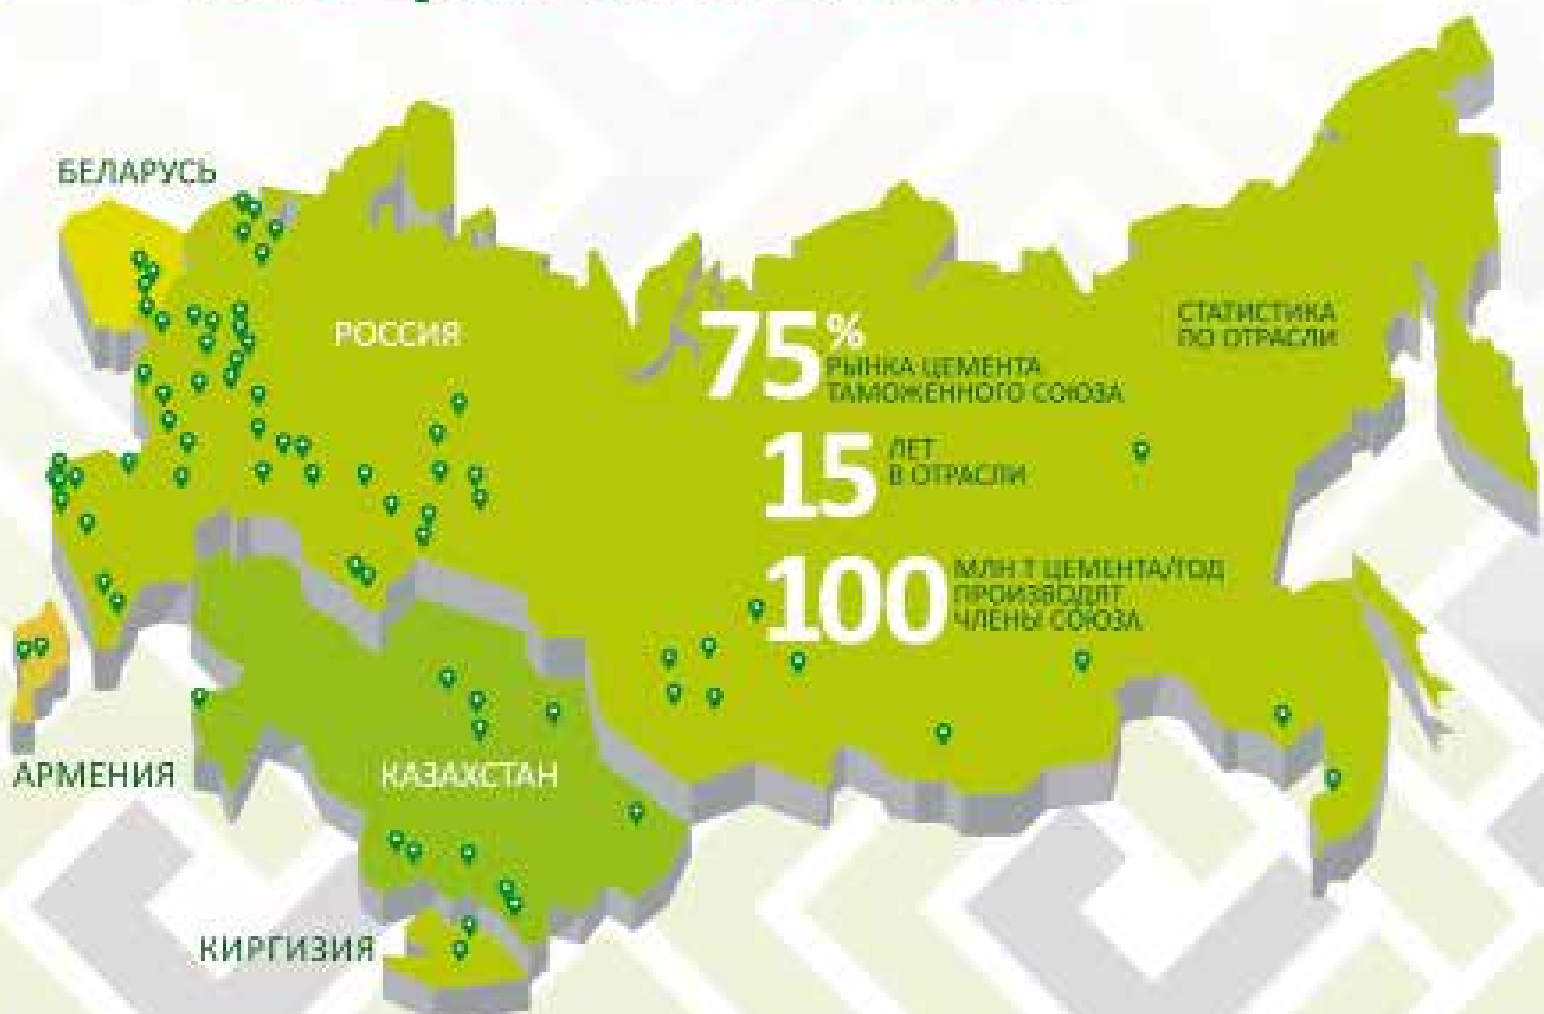 БЕЛАРУСЬ
РОССИЯ
75%
РЫНКА ЦЕМЕНТА
ТАМОЖЕННОГО СОЮЗА
СТАТИСТИКА
ПО ОТРАСЛИ
15
ЛЕТ
В ОТРАСЛИ
100
МЛН Т ЦЕМЕНТА/ГОД
ПРОИЗВОДЯТ
ЧЛЕНЫ СОЮЗА
АРМЕНИЯ
КАЗАХСТАН
КИРГИЗИЯ